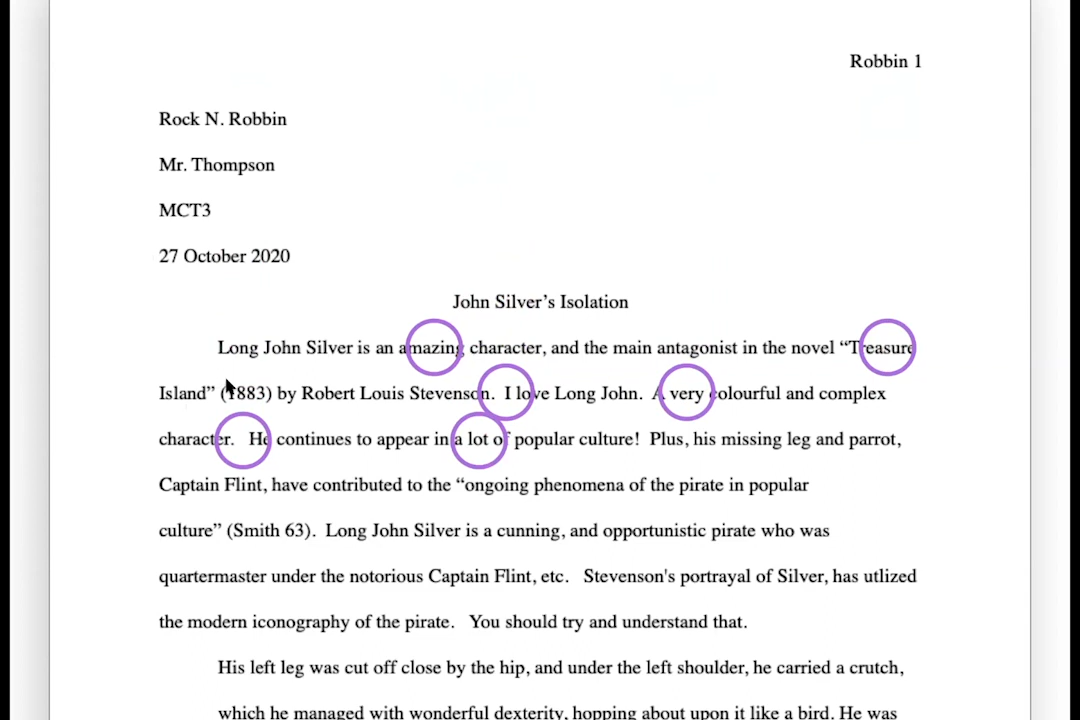 Robbin 1
Rock N. Robbin
Mr. Thompson
MCT3
27 October 2020
John Silver’s Isolation
Long John Silver is an amazing character, and the main antagonist in the novel “Treasure
Island” (1883) by Robert Louis Stevenson.  I love Long John.  A very colourful and complex
character.   He continues to appear in a lot of popular culture!  Plus, his missing leg and parrot,
Captain Flint, have contributed to the “ongoing phenomena of the pirate in popular
culture” (Smith 63).  Long John Silver is a cunning, and opportunistic pirate who was
quartermaster under the notorious Captain Flint, etc.   Stevenson's portrayal of Silver, has utlized
the modern iconography of the pirate.   You should try and understand that.
His left leg was cut off close by the hip, and under the left shoulder, he carried a crutch,
which he managed with wonderful dexterity, hopping about upon it like a bird. He was